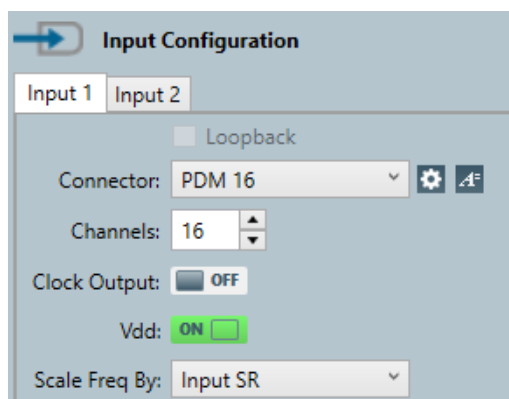 Input Configuration
Input 1 Input 2
Loopback
Connector: PDM 16
Channels: 16
Clock Output: OFF
Vdd: ON
Scale Freq By: Input SR